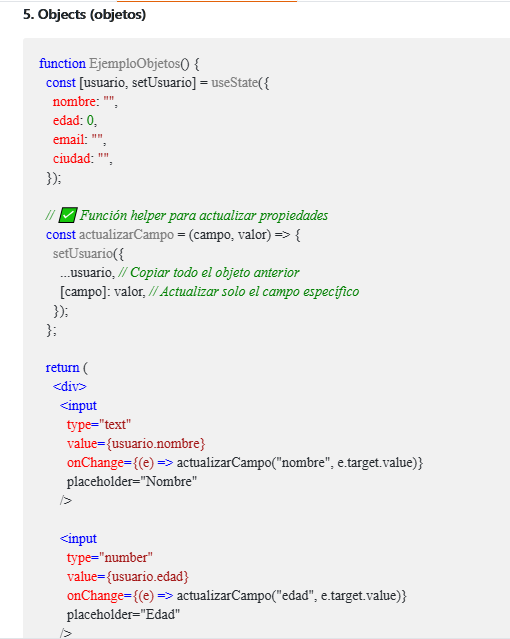 5. Objects (objetos)
function EjemploObjetos() {
const [usuario, setUsuario] = useState({
nombre: "",
edad: 0,
email: "",
ciudad: "",
});
// ✅ Función helper para actualizar propiedades
const actualizarCampo = (campo, valor) => {
setUsuario({
...usuario, // Copiar todo el objeto anterior
[campo]: valor, // Actualizar solo el campo específico
});
};
return (
<div>
<input
type="text"
value={usuario.nombre}
onChange={(e) => actualizarCampo("nombre", e.target.value)}
placeholder="Nombre"
/>
<input
type="number"
value={usuario.edad}
onChange={(e) => actualizarCampo("edad", e.target.value)}
placeholder="Edad"
/>